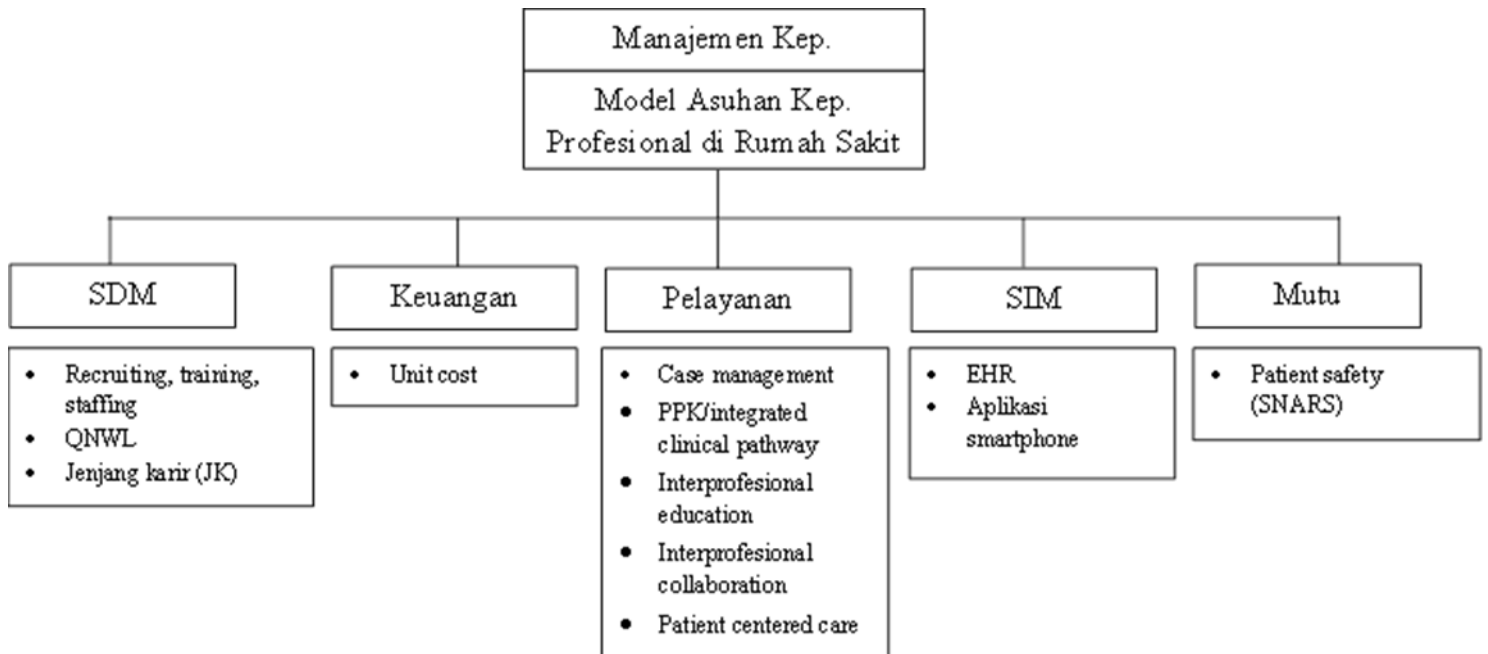 Manajemen Kep.
Model Asuhan Kep.
Profesional di Rumah Sakit
SDM
Keuangan
Pelayanan
SIM
Mutu
• Recruiting, training,
staffing
• QNWL
• Jenjang karir (JK)
• Unit cost
• Case management
• PPK/integrated
clinical pathway
• Interprofesional
education
• Interprofesional
collaboration
• Patient centered care
• EHR
• Aplikasi
smartphone
• Patient safety
(SNARS)